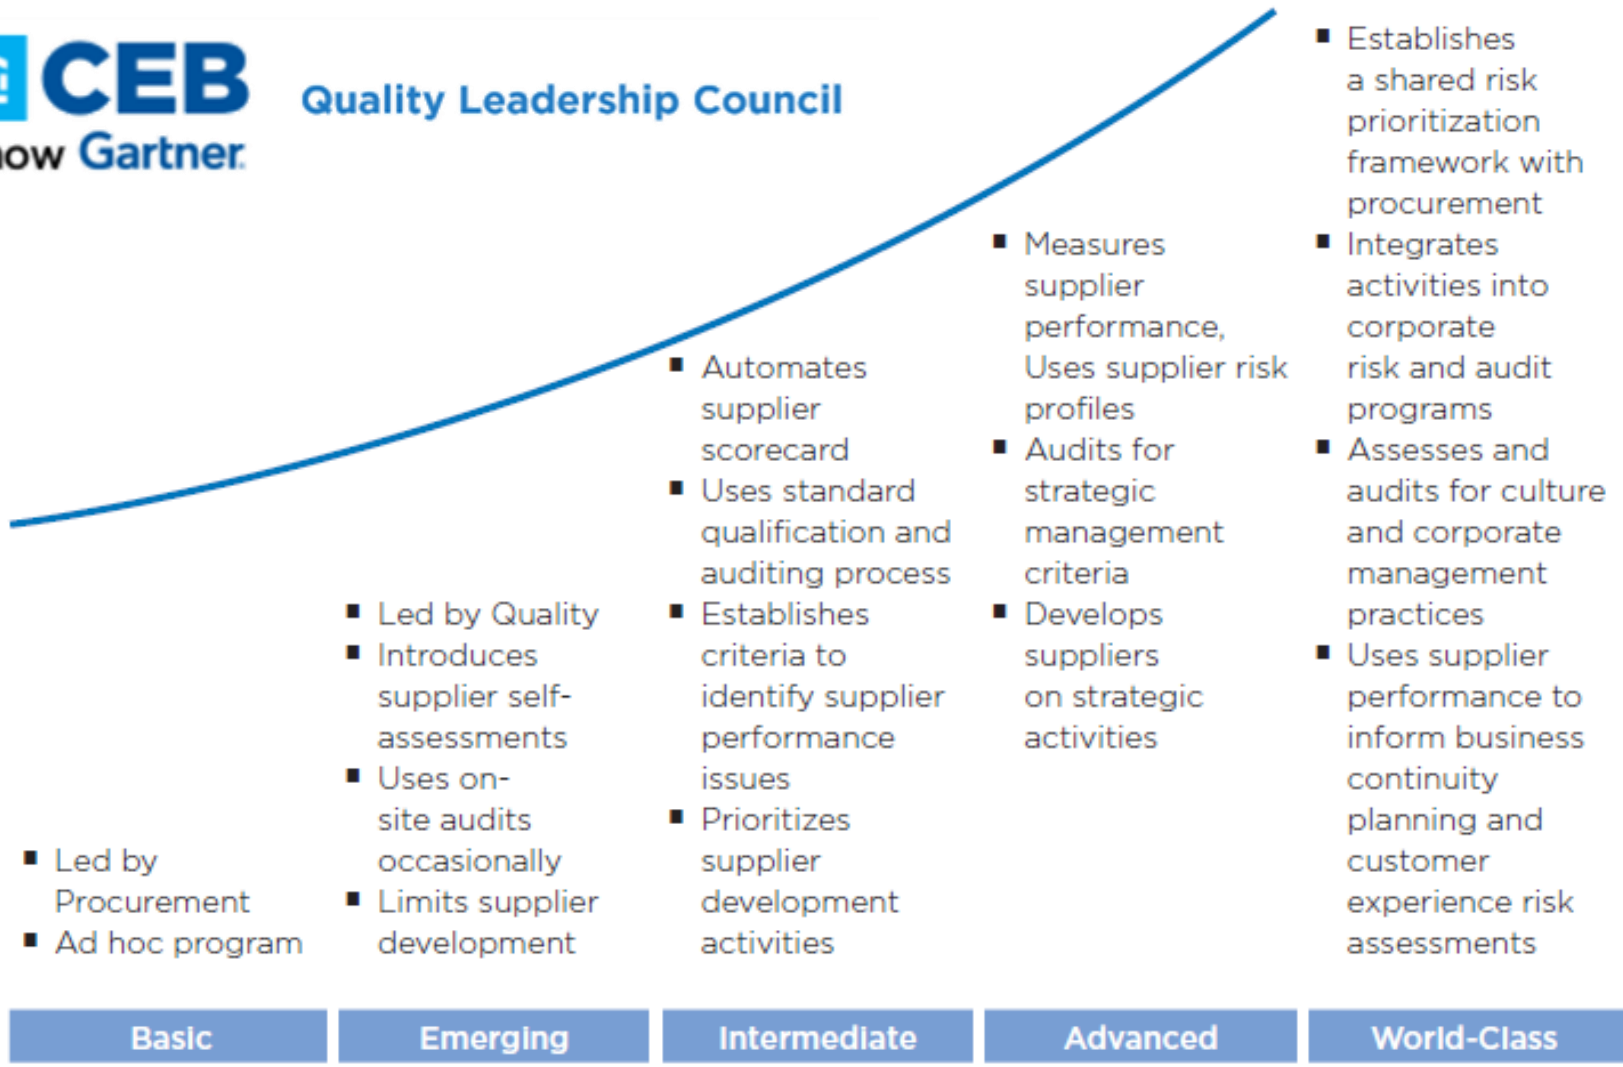 CEB
now Gartner
Quality Leadership Council
Led by
Procurement
Ad hoc program
Basic
Led by Quality
Introduces
supplier self-
assessments
Uses on-
site audits
occasionally
Limits supplier
development
Emerging
Automates
supplier
scorecard
Uses standard
qualification and
auditing process
Establishes
criteria to
identify supplier
performance
issues
Prioritizes
supplier
development
activities
Intermediate
Measures
supplier
performance,
Uses supplier risk
profiles
Audits for
strategic
management
criteria
Develops
suppliers
on strategic
activities
Advanced
Establishes
a shared risk
prioritization
framework with
procurement
Integrates
activities into
corporate
risk and audit
programs
Assesses and
audits for culture
and corporate
management
practices
Uses supplier
performance to
inform business
continuity
planning and
customer
experience risk
assessments
World-Class